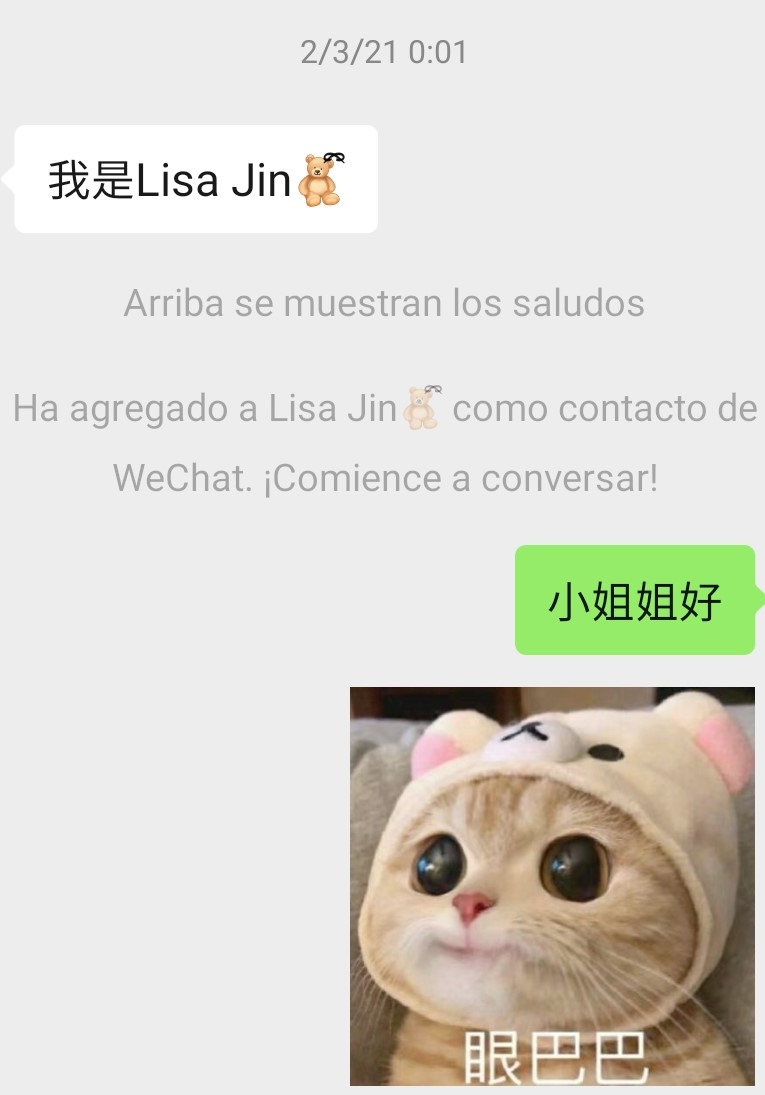 2/3/21 0:01
我是Lisa Jin🧸
Arriba se muestran los saludos
Ha agregado a Lisa Jin🧸 como contacto de
WeChat. ¡Comience a conversar!
小姐姐好
眼巴巴